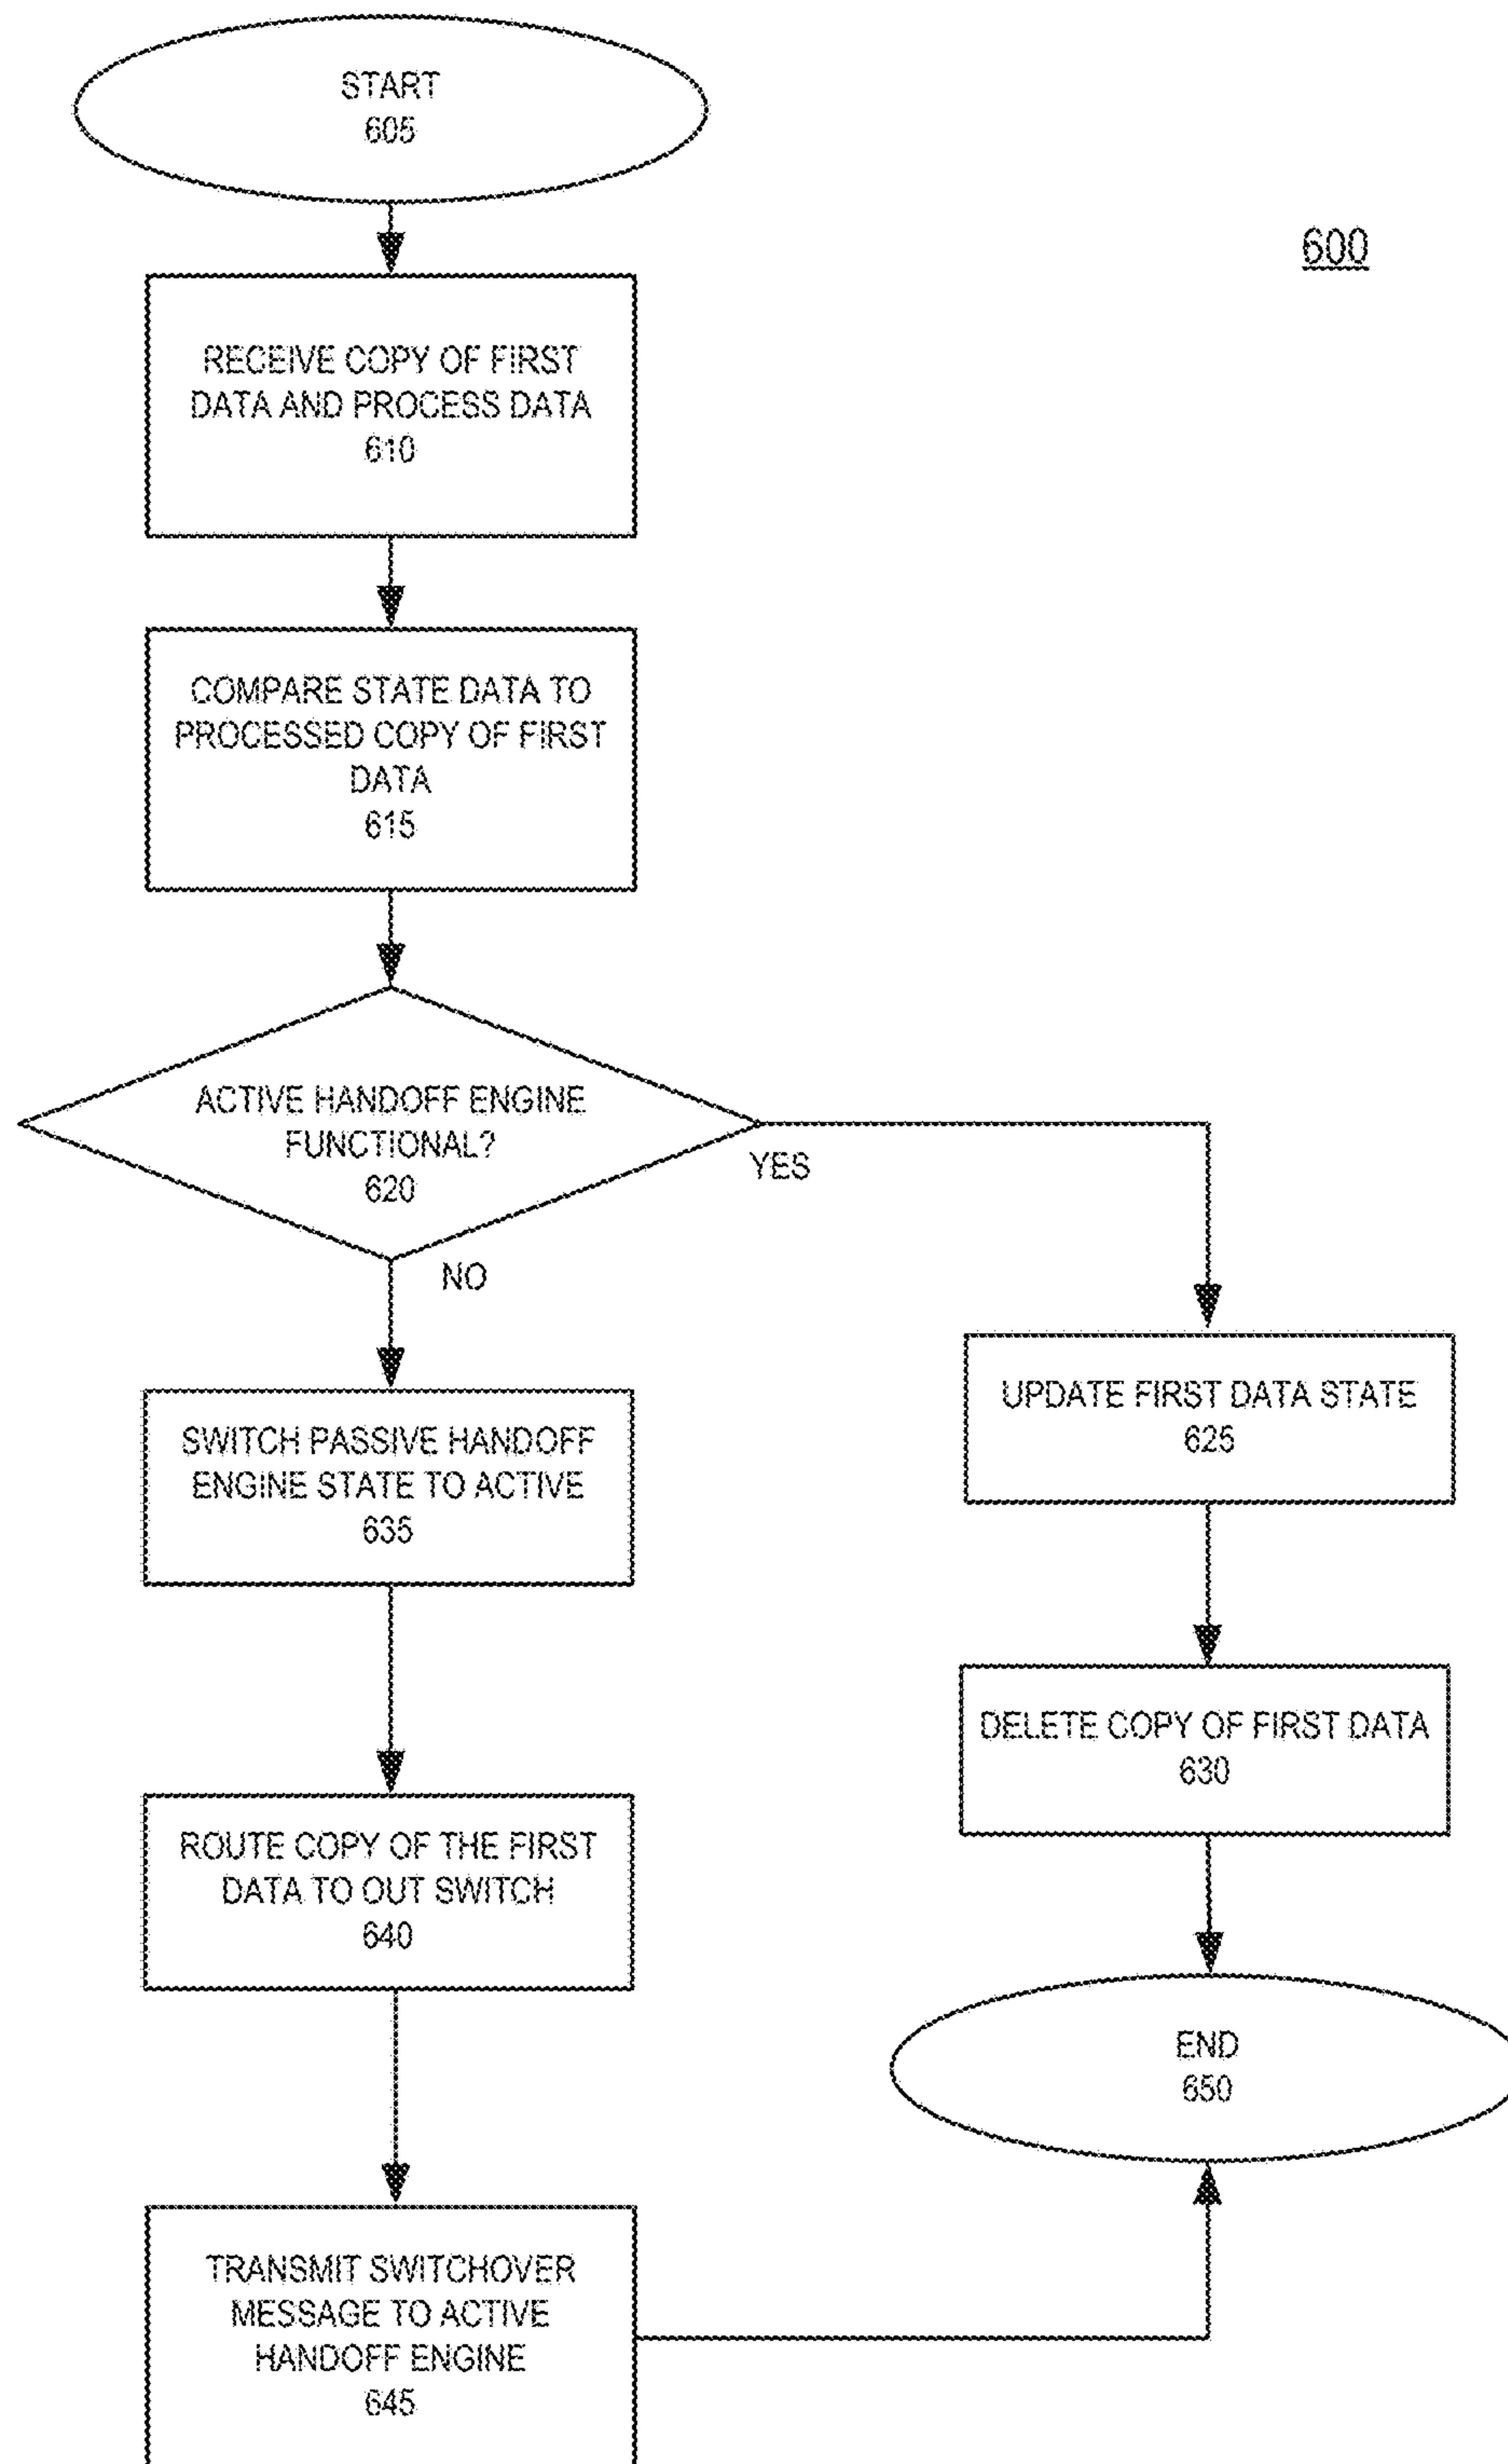 START
605
600
RECEIVE COPY OF FIRST
DATA AND PROCESS DATA
610
COMPARE STATE DATA TO
PROCESSED COPY OF FIRST
DATA
615
ACTIVE HANDOFF ENGINE
FUNCTIONAL?
620
YES
NO
UPDATE FIRST DATA STATE
625
SWITCH PASSIVE HANDOFF
ENGINE STATE TO ACTIVE
635
DELETE COPY OF FIRST DATA
630
ROUTE COPY OF THE FIRST
DATA TO OUT SWITCH
640
END
650
TRANSMIT SWITCHOVER
MESSAGE TO ACTIVE
HANDOFF ENGINE
645